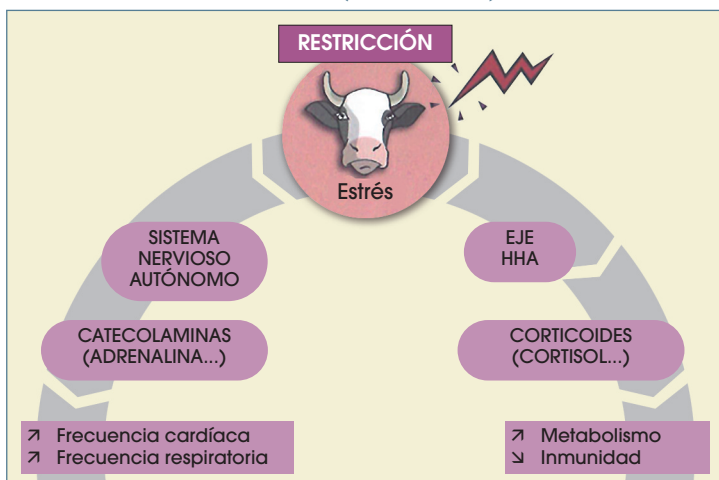 RESTRICCIÓN
Estrés
SISTEMA
NERVIOSO
AUTÓNOMO
EJE
HHA
CATECOLAMINAS
(ADRENALINA...)
CORTICOIDES
(CORTISOL...)
↗ Frecuencia cardíaca
↗ Frecuencia respiratoria
↗ Metabolismo
↘ Inmunidad